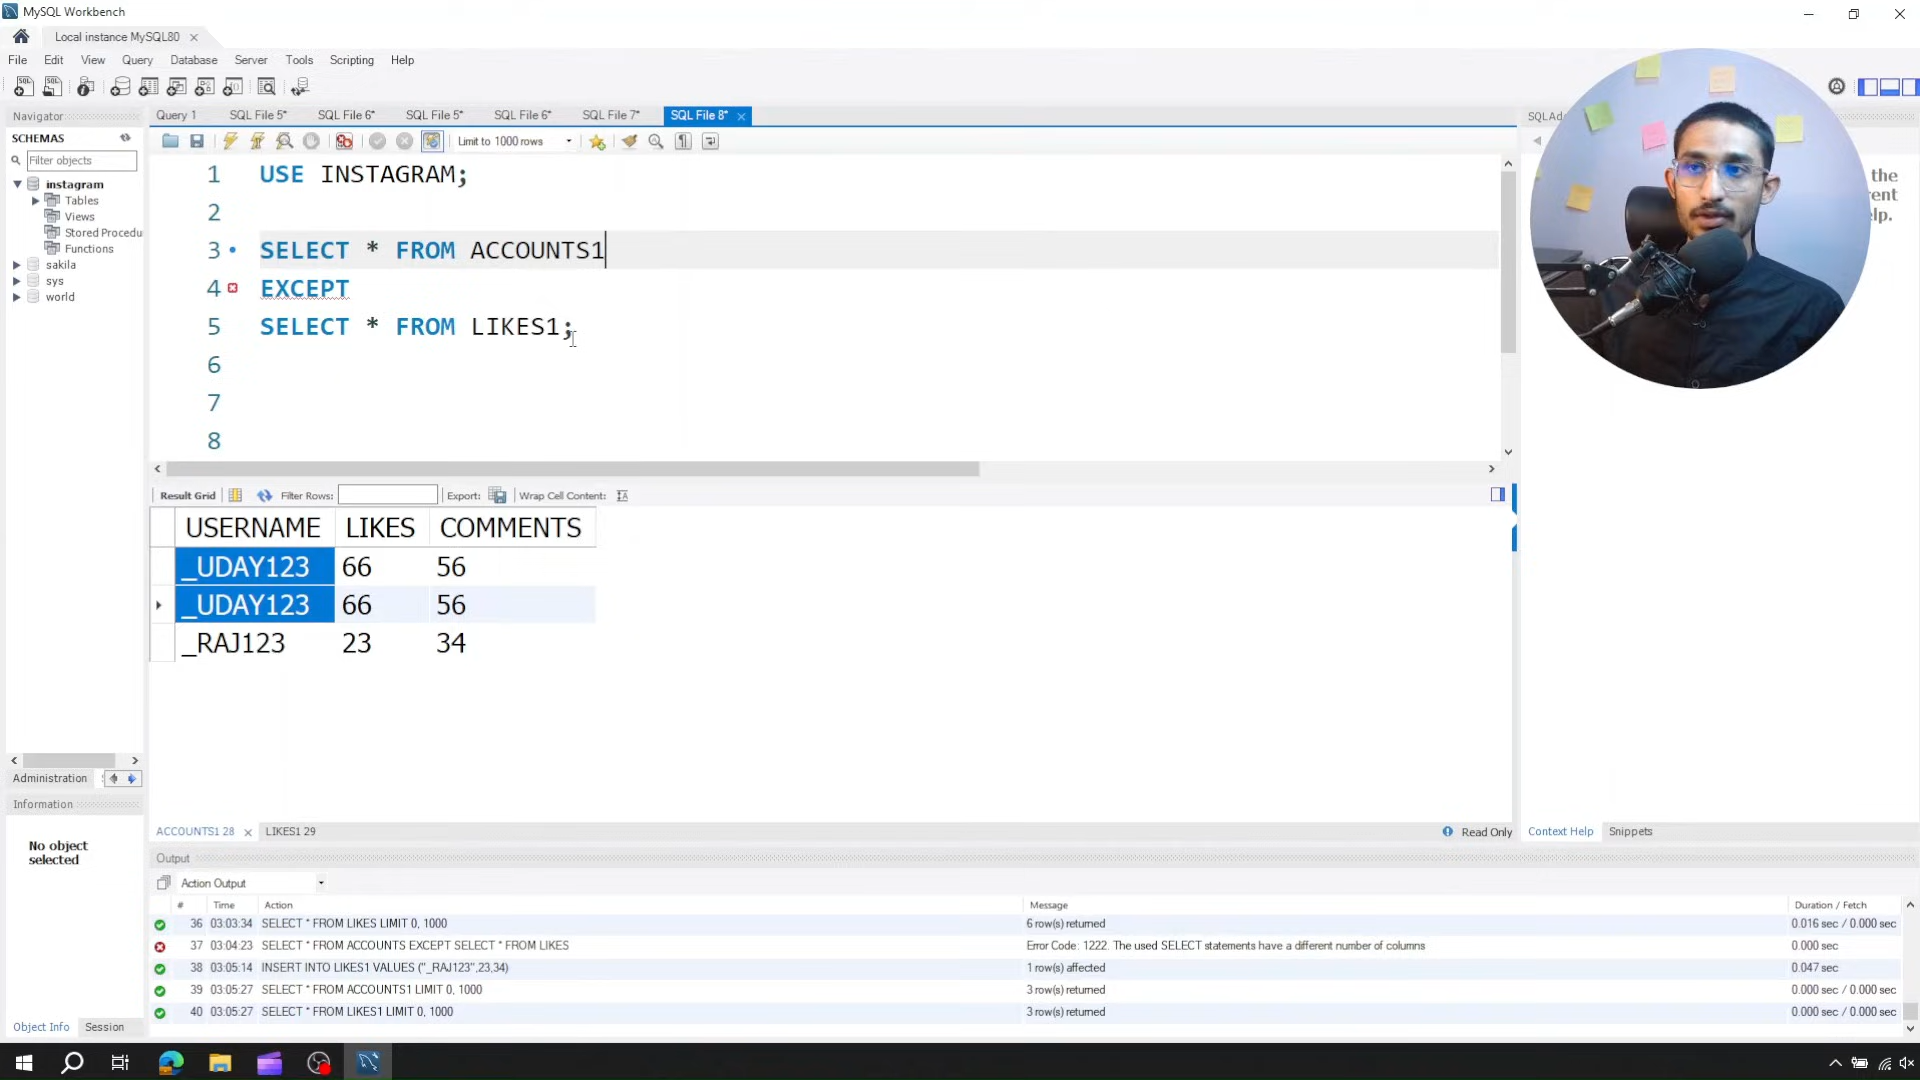 MySQL Workbench
Local instance MySQL80
File Edit View Query Database Server Tools Scripting Help
Navigator
Query 1 SQL File 5* SQL File 6* SQL File 5* SQL File 6* SQL File 7* SQL File 8*
SCHEMAS
Limit to 1000 rows
Filter objects
instagram
Tables
Views
Stored Procedu
Functions
sakila
sys
world
1 USE INSTAGRAM;
2
3 SELECT * FROM ACCOUNTS1
4 EXCEPT
5 SELECT * FROM LIKES1;
6
7
8
the
Result Grid Filter Rows: Export: Wrap Cell Content:
USERNAME LIKES COMMENTS
_UDAY123 66 56
_UDAY123 66 56
_RAJ123 23 34
Administration
Information
No object
selected
ACCOUNTS1 28 LIKES1 29
Read Only
Context Help Snippets
Output
Action Output
# Time Action Message Duration / Fetch
36 03:03:34 SELECT * FROM LIKES LIMIT 0, 1000 6 row(s) returned 0.016 sec / 0.000 sec
37 03:04:23 SELECT * FROM ACCOUNTS EXCEPT SELECT * FROM LIKES Error Code: 1222. The used SELECT statements have a different number of columns 0.000 sec
38 03:05:14 INSERT INTO LIKES1 VALUES ("_RAJ123",23,34) 1 row(s) affected 0.047 sec
39 03:05:27 SELECT * FROM ACCOUNTS1 LIMIT 0, 1000 3 row(s) returned 0.000 sec / 0.000 sec
40 03:05:27 SELECT * FROM LIKES1 LIMIT 0, 1000 3 row(s) returned 0.000 sec / 0.000 sec
Object Info Session